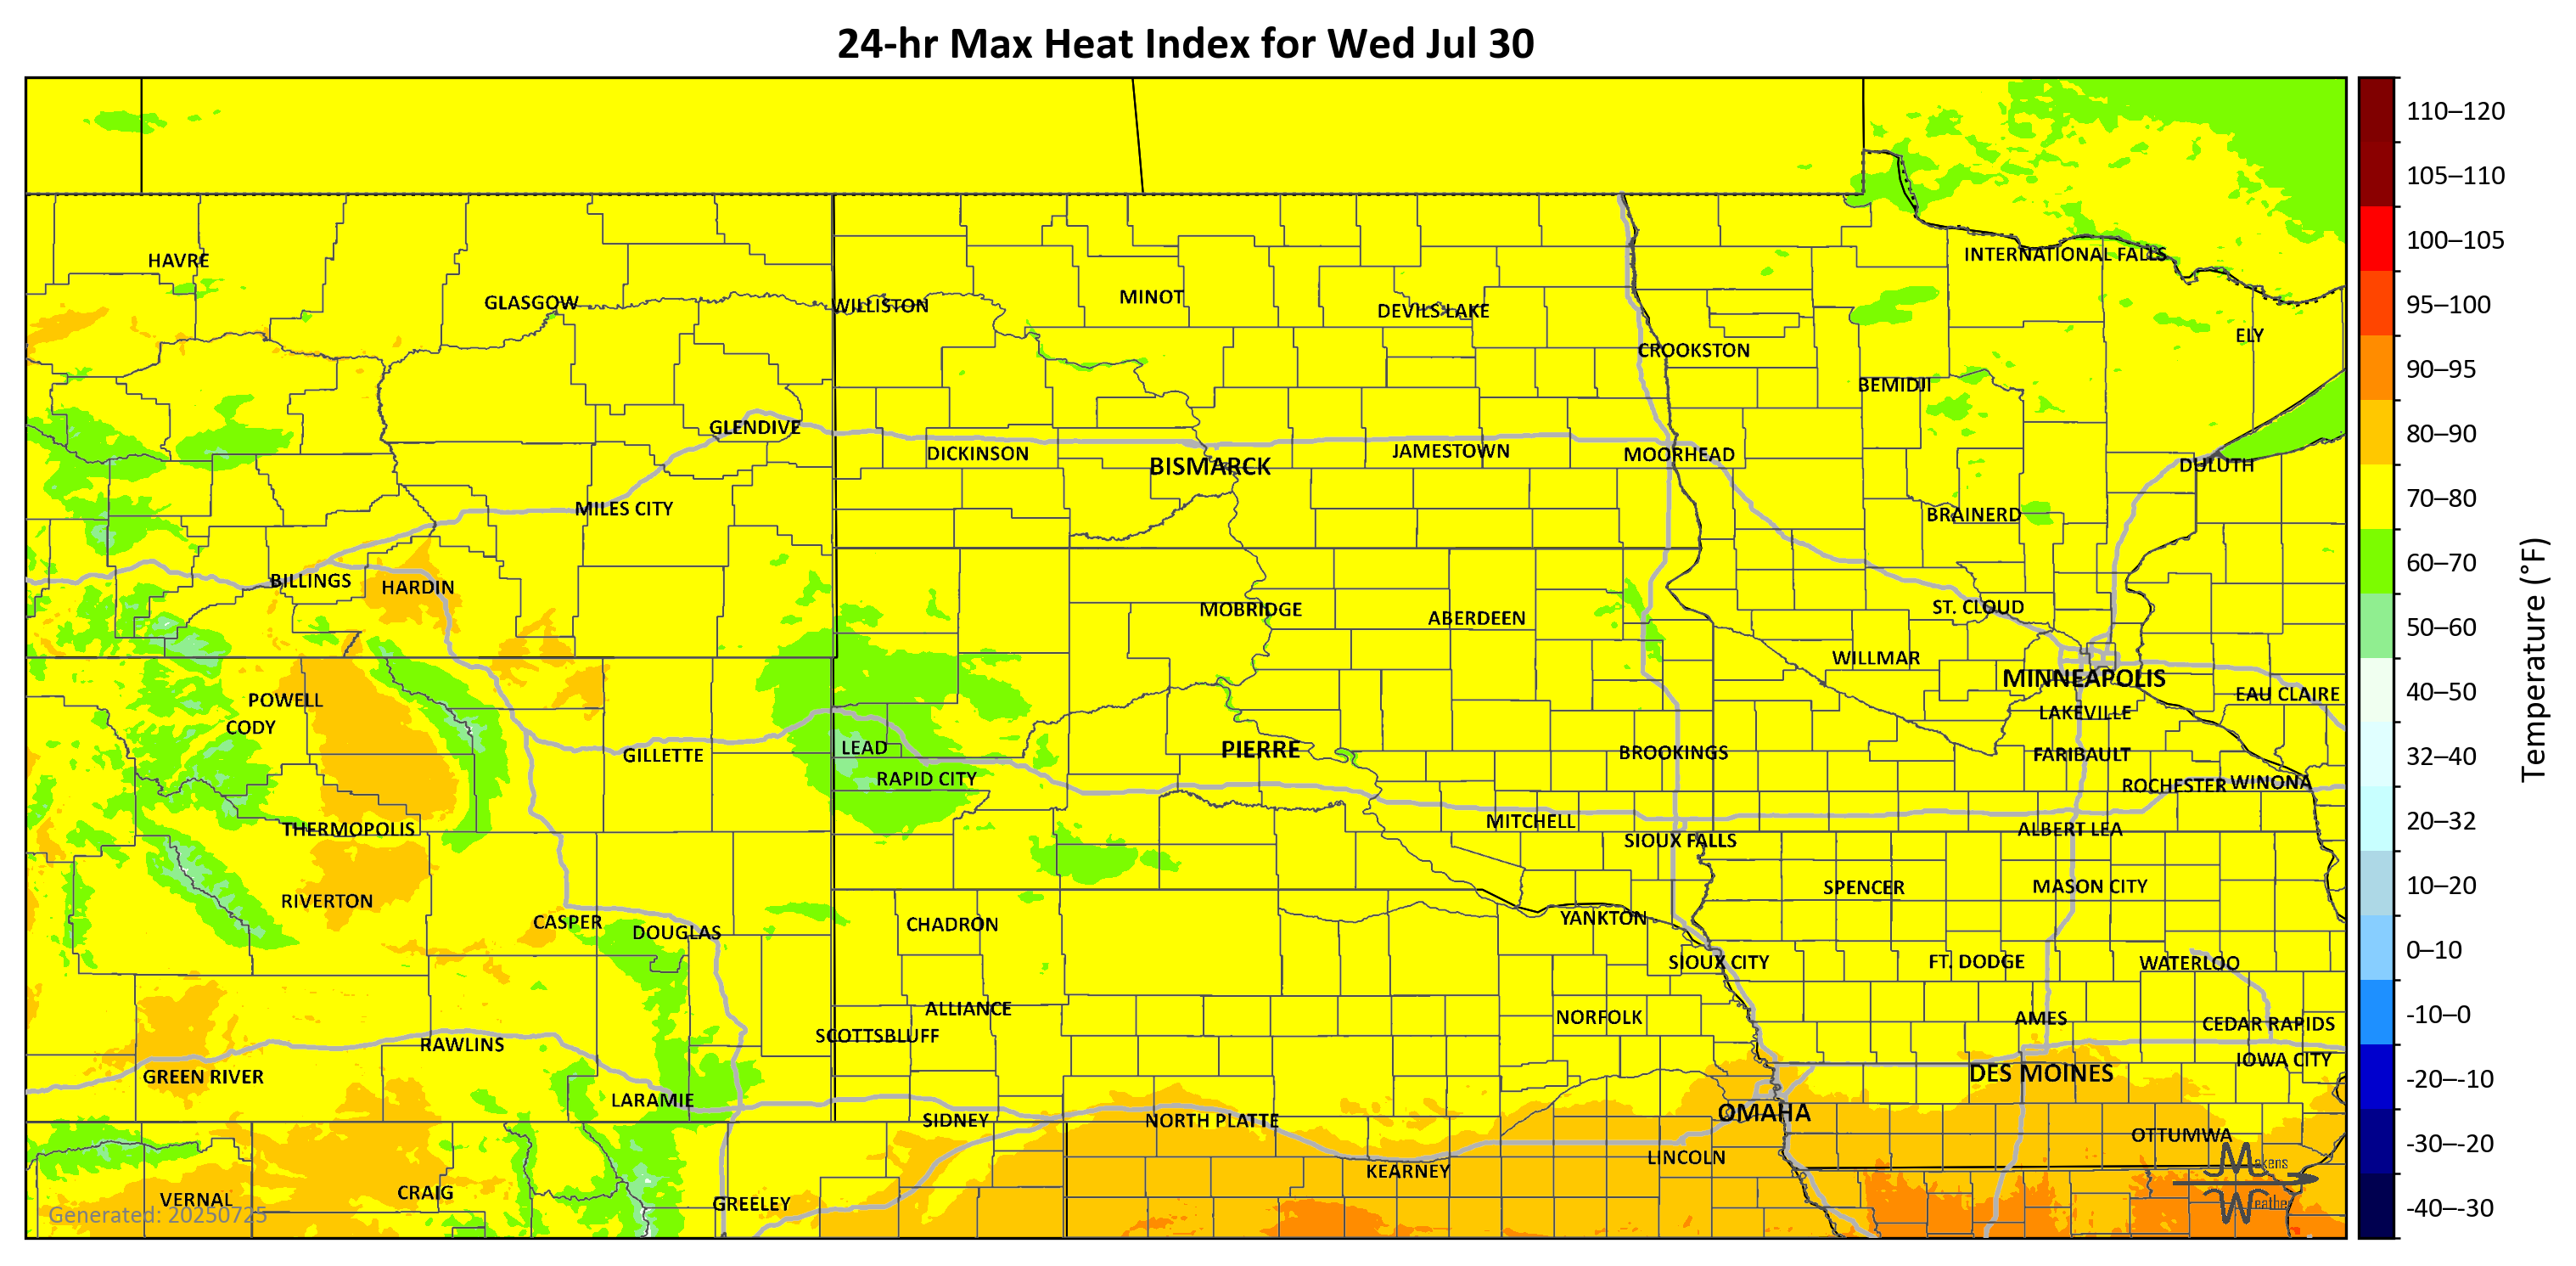 24-hr Max Heat Index for Wed Jul 30
110–120
105–110
100–105
95–100
90–95
80–90
70–80
60–70
50–60
40–50
32–40
20–32
10–20
0–10
-10–0
-20–-10
-30–-20
-40–-30
Temperature (°F)
HAVRE
INTERNATIONAL FALLS
GLASGOW
WILLISTON
MINOT
DEVILS LAKE
ELY
CROOKSTON
BEMIDJI
GLENDIVE
DICKINSON
BISMARCK
JAMESTOWN
MOORHEAD
DULUTH
MILES CITY
BRAINERD
BILLINGS
HARDIN
MOBRIDGE
ABERDEEN
ST. CLOUD
WILLMAR
MINNEAPOLIS
POWELL
EAU CLAIRE
CODY
LAKEVILLE
GILLETTE
LEAD
PIERRE
BROOKINGS
FARIBAULT
RAPID CITY
ROCHESTER
WINONA
THERMOPOLIS
MITCHELL
SIOUX FALLS
ALBERT LEA
RIVERTON
SPENCER
MASON CITY
CASPER
DOUGLAS
CHADRON
YANKTON
SIOUX CITY
FT. DODGE
WATERLOO
ALLIANCE
NORFOLK
AMES
CEDAR RAPIDS
SCOTTSBLUFF
RAWLINS
IOWA CITY
GREEN RIVER
DES MOINES
LARAMIE
SIDNEY
NORTH PLATTE
OMAHA
OTTUMWA
KEARNEY
LINCOLN
VERNAL
CRAIG
GREELEY
Makens
Weather
Generated: 20250725